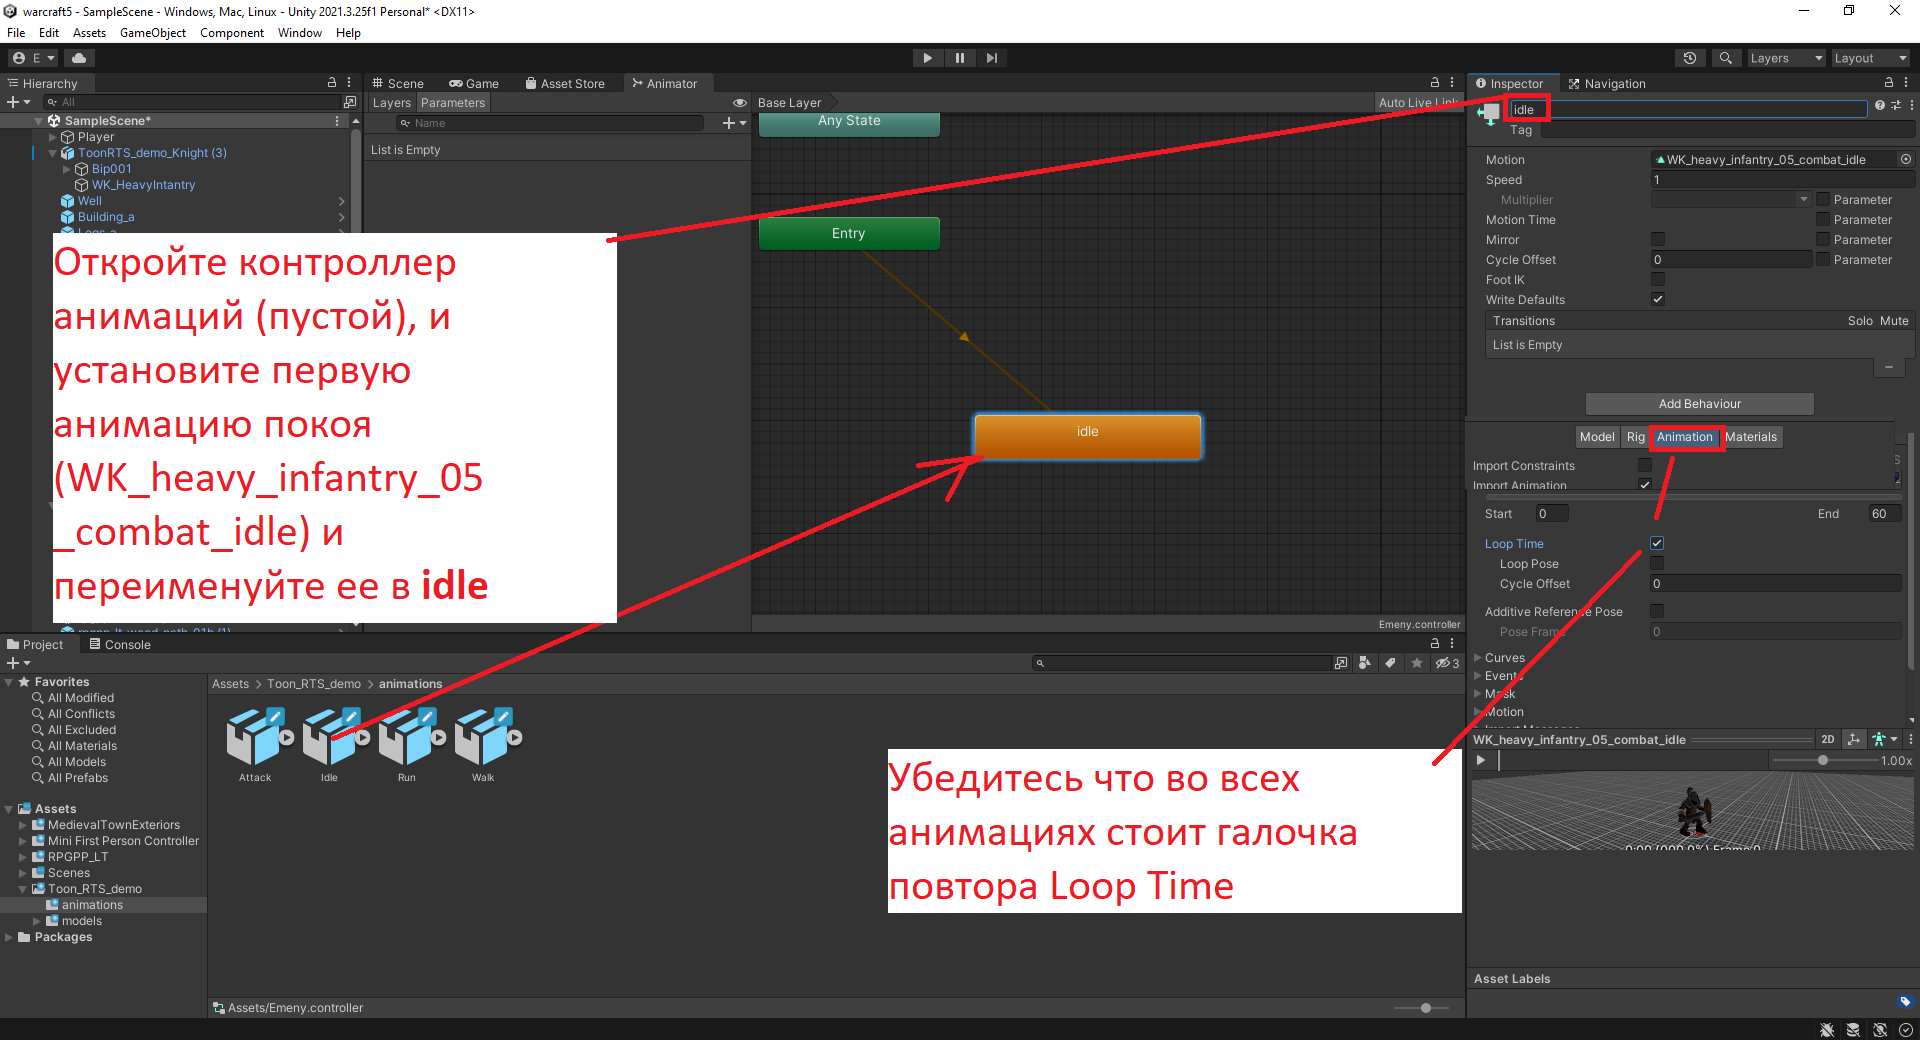 warcraft5 - SampleScene - Windows, Mac, Linux - Unity 2021.3.25f1 Personal* <DX11>
File Edit Assets GameObject Component Window Help
E
Layers Layout
Hierarchy
All
SampleScene*
Player
ToonRTS_demo_Knight (3)
Bip001
WK_HeavyIntantry
Well
Building_a
Откройте контроллер
анимаций (пустой), и
установите первую
анимацию покоя
(WK_heavy_infantry_05
_combat_idle) и
переименуйте ее в idle
Scene Game Asset Store Animator
Layers Parameters
Name
List is Empty
Base Layer
Auto Live Link
Any State
Entry
idle
Emeny.controller
Inspector Navigation
idle
Tag
Motion WK_heavy_infantry_05_combat_idle
Speed 1
Multiplier Parameter
Motion Time Parameter
Mirror Parameter
Cycle Offset 0 Parameter
Foot IK
Write Defaults
Transitions Solo Mute
List is Empty
Add Behaviour
Model Rig Animation Materials
Import Constraints
Import Animation
Start 0 End 60
Loop Time
Loop Pose
Cycle Offset 0
Additive Reference Pose
Pose Frame 0
Curves
Events
Mask
Motion
WK_heavy_infantry_05_combat_idle 2D
1.00x
Asset Labels
Project Console
3
Favorites
All Modified
All Conflicts
All Excluded
All Materials
All Models
All Prefabs
Assets
MedievalTownExteriors
Mini First Person Controller
RPGPP_LT
Scenes
Toon_RTS_demo
animations
models
Packages
Assets > Toon_RTS_demo > animations
Attack Idle Run Walk
Убедитесь что во всех
анимациях стоит галочка
повтора Loop Time
Assets/Emeny.controller